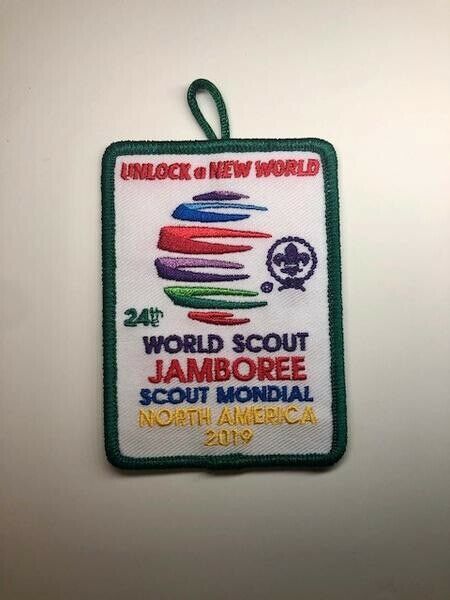 UNLOCK a NEW WORLD
24th
WORLD SCOUT
JAMBOREE
SCOUT MONDIAL
NORTH AMERICA
2019